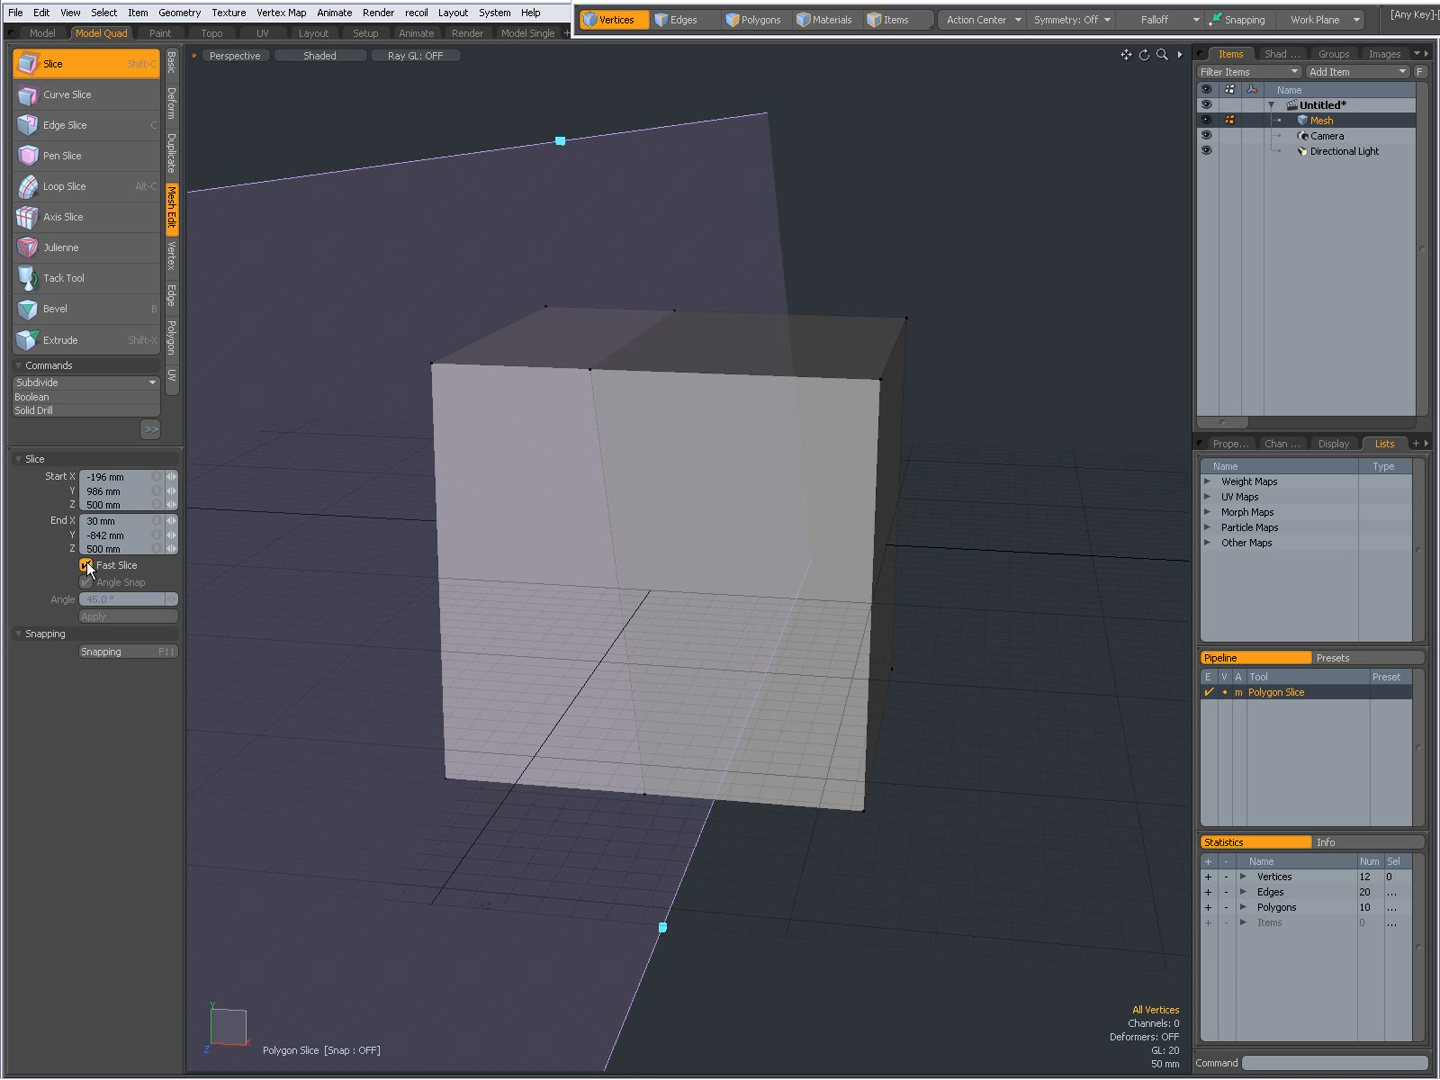 File Edit View Select Item Geometry Texture Vertex Map Animate Render recoil Layout System Help
Vertices Edges Polygons Materials Items Action Center Symmetry: Off Falloff Snapping Work Plane [Any Key]-[
Model Model Quad Paint Topo UV Layout Setup Animate Render Model Single +
Slice Shift-C
Curve Slice
Edge Slice C
Pen Slice
Loop Slice Alt-C
Axis Slice
Julienne
Tack Tool
Bevel B
Extrude Shift-X
Basic
Deform
Duplicate
Mesh Edit
Vertex
Edge
Polygon
UV
Commands
Subdivide
Boolean
Solid Drill
>>
Slice
Start X -196 mm
Y 986 mm
Z 500 mm
End X 30 mm
Y -842 mm
Z 500 mm
Fast Slice
Angle Snap
Angle 45.0 °
Apply
Snapping
Snapping F11
Perspective Shaded Ray GL: OFF
Y
Z
Polygon Slice [Snap : OFF]
All Vertices
Channels: 0
Deformers: OFF
GL: 20
50 mm
Items Shad ... Groups Images
Filter Items Add Item F
Name
Untitled*
Mesh
Camera
Directional Light
Prope... Chan ... Display Lists +
Name Type
Weight Maps
UV Maps
Morph Maps
Particle Maps
Other Maps
Pipeline Presets
E V A Tool Preset
m Polygon Slice
Statistics Info
+ - Name Num Sel
+ - Vertices 12 0
+ - Edges 20 ...
+ - Polygons 10 ...
+ - Items 0 ...
Command